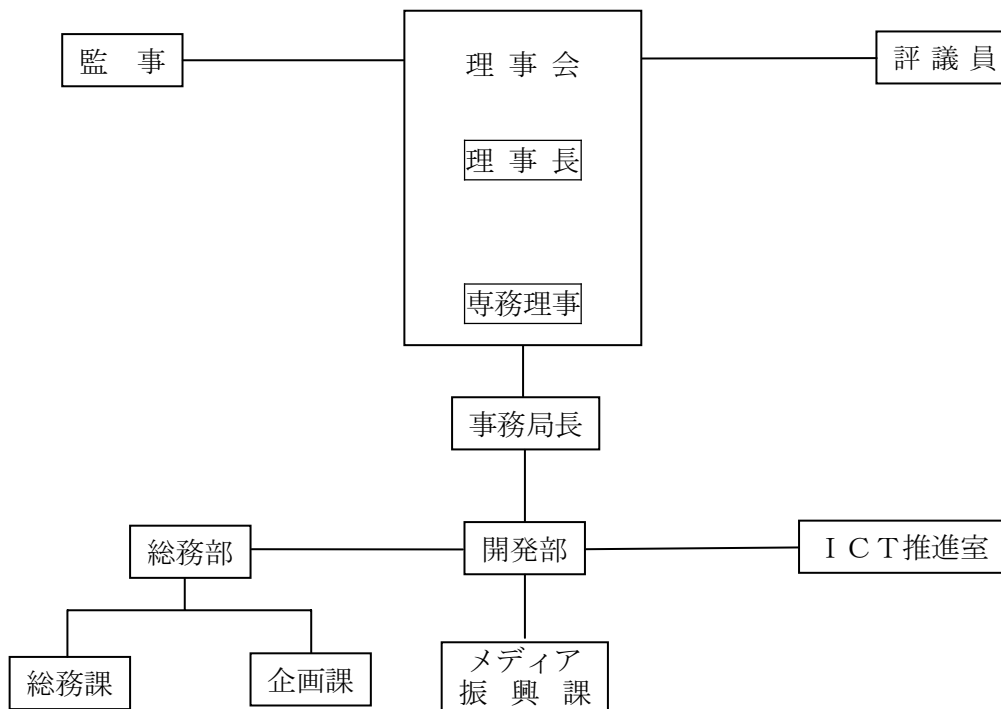 監　事
理 事 会
評 議 員
理 事 長
専務理事
事務局長
総務部
開発部
ＩＣＴ推進室
総務課
企画課
メディア
振　興　課